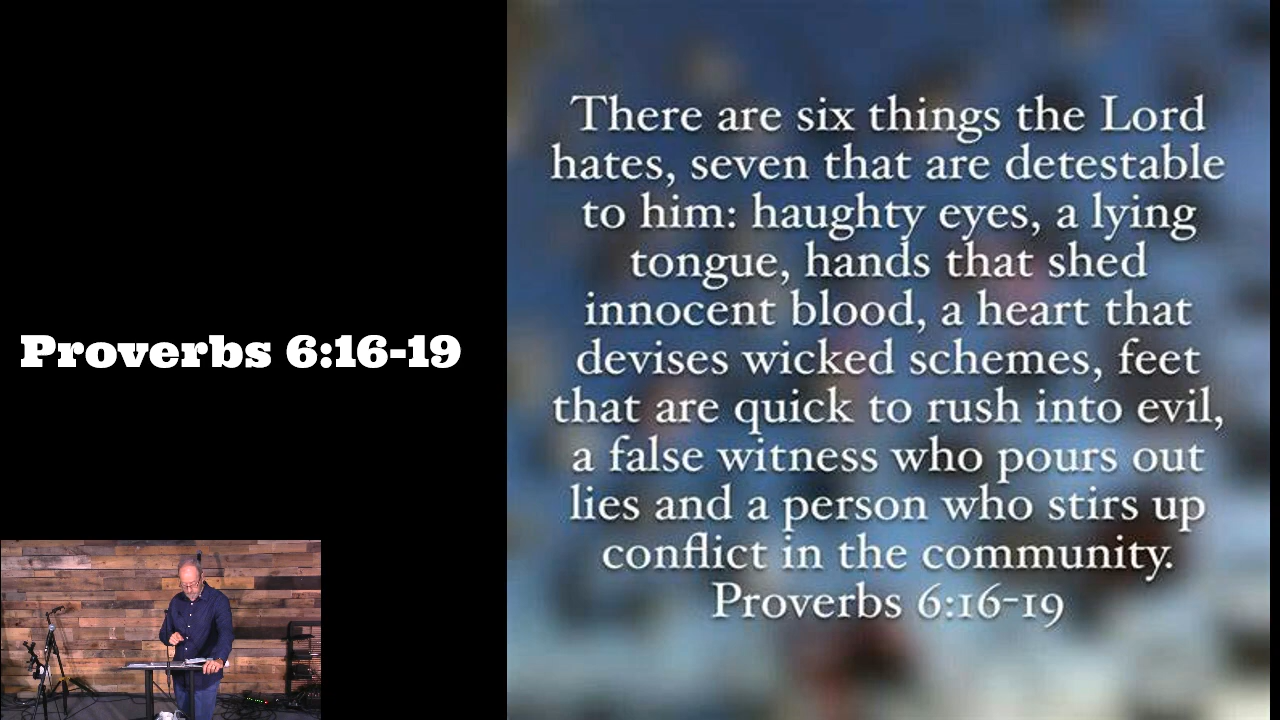 Proverbs 6:16-19
There are six things the Lord
hates, seven that are detestable
to him: haughty eyes, a lying
tongue, hands that shed
innocent blood, a heart that
devises wicked schemes, feet
that are quick to rush into evil,
a false witness who pours out
lies and a person who stirs up
conflict in the community.
Proverbs 6:16-19